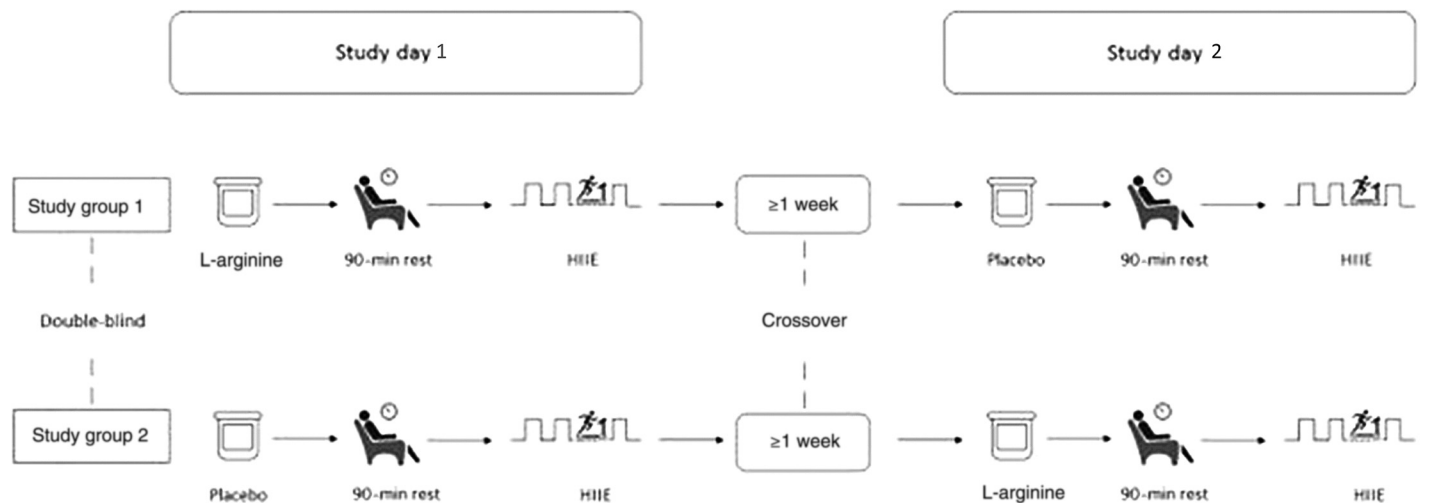 Study day 1
Study day 2
Study group 1
L-arginine
90-min rest
HIIE
≥1 week
Placebo
90-min rest
HIIE
Double-blind
Crossover
Study group 2
Placebo
90-min rest
HIIE
≥1 week
L-arginine
90-min rest
HIIE